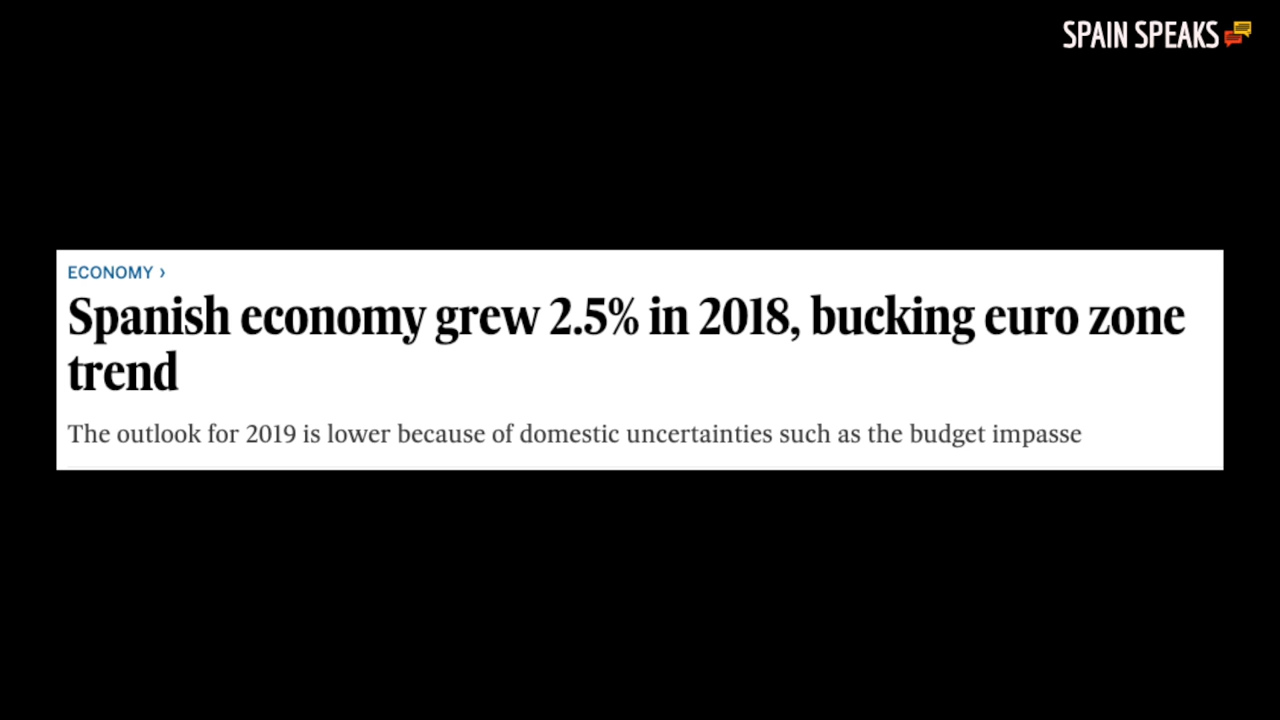 SPAIN SPEAKS
ECONOMY ›
Spanish economy grew 2.5% in 2018, bucking euro zone
trend
The outlook for 2019 is lower because of domestic uncertainties such as the budget impasse